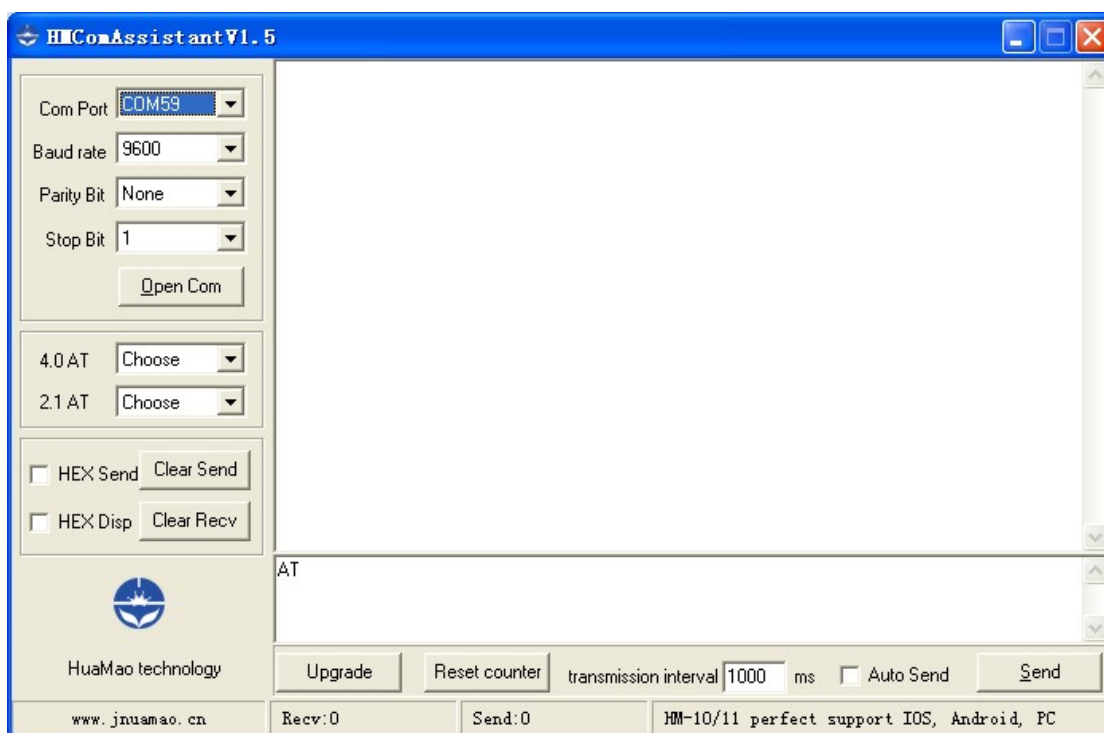 HMComAssistantV1.5
Com Port COM59
Baud rate 9600
Parity Bit None
Stop Bit 1
Open Com
4.0 AT Choose
2.1 AT Choose
HEX Send Clear Send
HEX Disp Clear Recv
HuaMao technology
www.jnuamao.cn
AT
Upgrade Reset counter transmission interval 1000 ms Auto Send Send
Recv:0 Send:0 HM-10/11 perfect support IOS, Android, PC